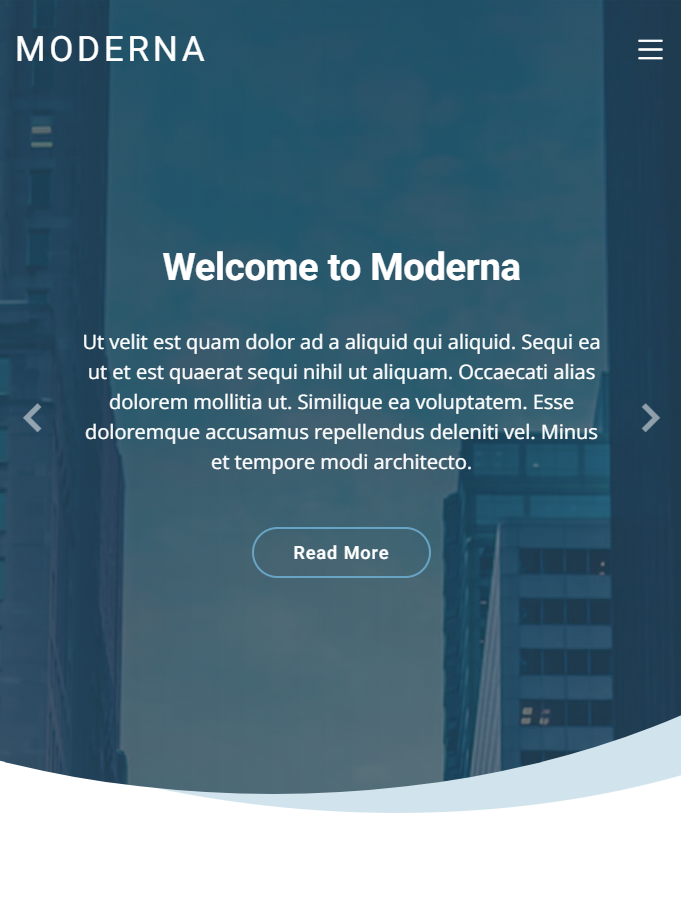 MODERNA
Welcome to Moderna
Ut velit est quam dolor ad a aliquid qui aliquid. Sequi ea
ut et est quaerat sequi nihil ut aliquam. Occaecati alias
dolorem mollitia ut. Similique ea voluptatem. Esse
doloremque accusamus repellendus deleniti vel. Minus
et tempore modi architecto.
Read More